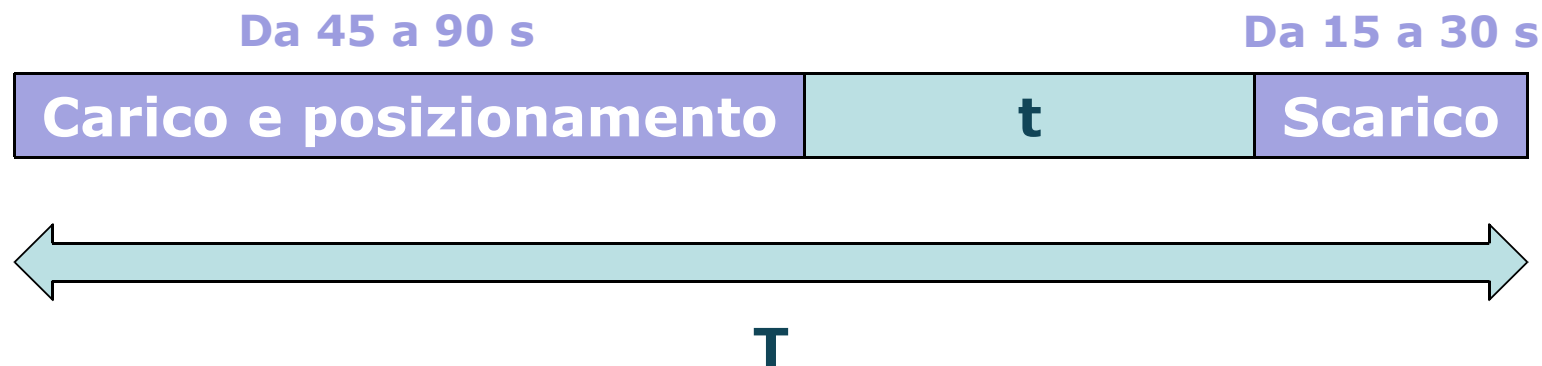 Da 45 a 90 s
Da 15 a 30 s
Carico e posizionamento
t
Scarico
T